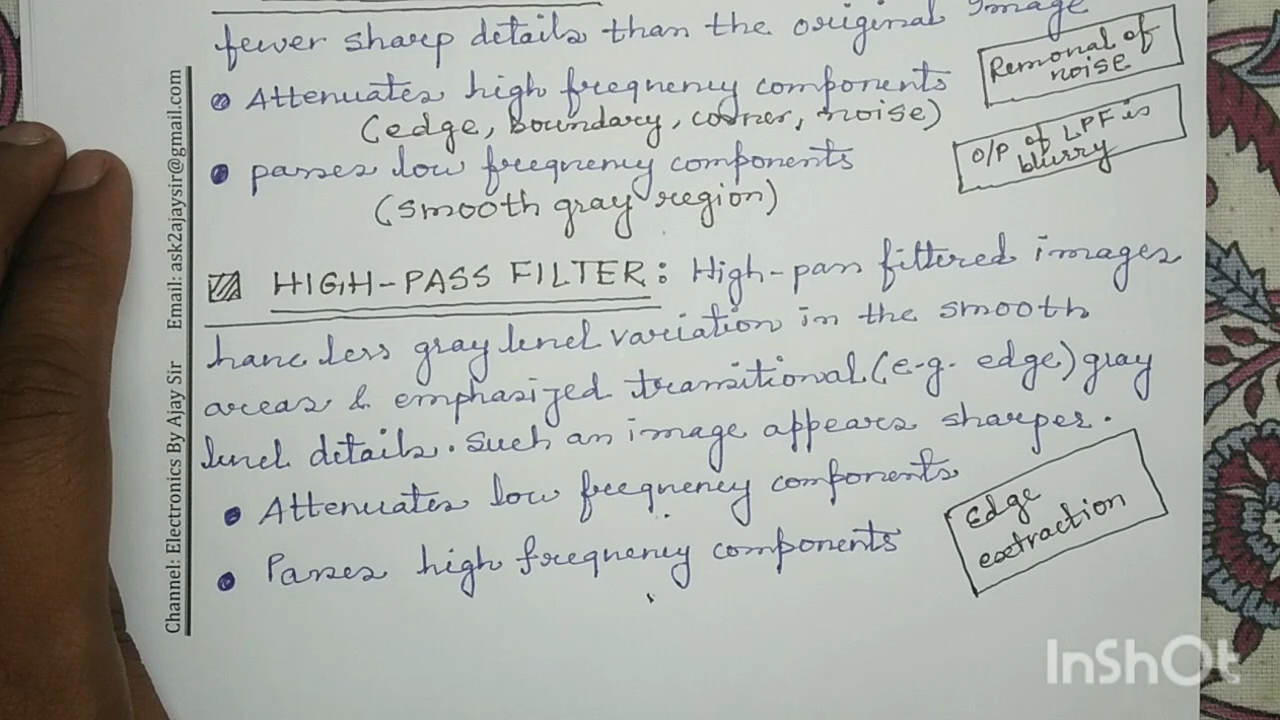 fewer sharp details than the original image
Attenuates high frequency components
(edge, boundary, corner, noise)
Removal of
noise
passes low frequency components
(smooth gray region)
O/P of LPF is
blurry
HIGH-PASS FILTER: High-pass filtered images
have less gray level variation in the smooth
areas & emphasized transitional (e.g. edge) gray
level details. Such an image appears sharper.
Attenuates low frequency components
Passes high frequency components
Edge
extraction
Channel: Electronics By Ajay Sir Email: ask2ajaysir@gmail.com
InShOt